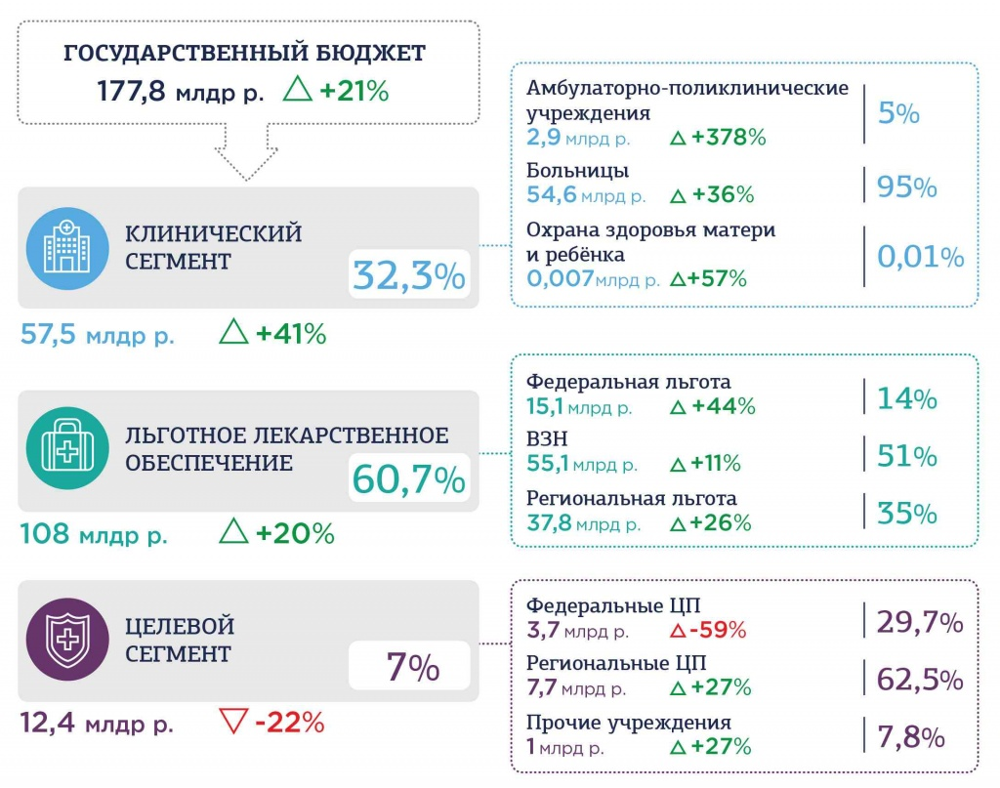 ГОСУДАРСТВЕННЫЙ БЮДЖЕТ
177,8 млдр р. △ +21%
КЛИНИЧЕСКИЙ
СЕГМЕНТ
32,3%
57,5 млдр р. △ +41%
Амбулаторно-поликлинические
учреждения
2,9 млрд р. △ +378%
5%
Больницы
54,6 млрд р. △ +36%
95%
Охрана здоровья матери
и ребёнка
0,007 млрд р. △+57%
0,01%
ЛЬГОТНОЕ ЛЕКАРСТВЕННОЕ
ОБЕСПЕЧЕНИЕ
60,7%
108 млдр р. △ +20%
Федеральная льгота
15,1 млрд р. △ +44%
14%
ВЗН
55,1 млрд р. △ +11%
51%
Региональная льгота
37,8 млрд р. △ +26%
35%
ЦЕЛЕВОЙ
СЕГМЕНТ
7%
12,4 млдр р. ▽ -22%
Федеральные ЦП
3,7 млрд р. △ -59%
29,7%
Региональные ЦП
7,7 млрд р. △ +27%
62,5%
Прочие учреждения
1 млрд р. △ +27%
7,8%